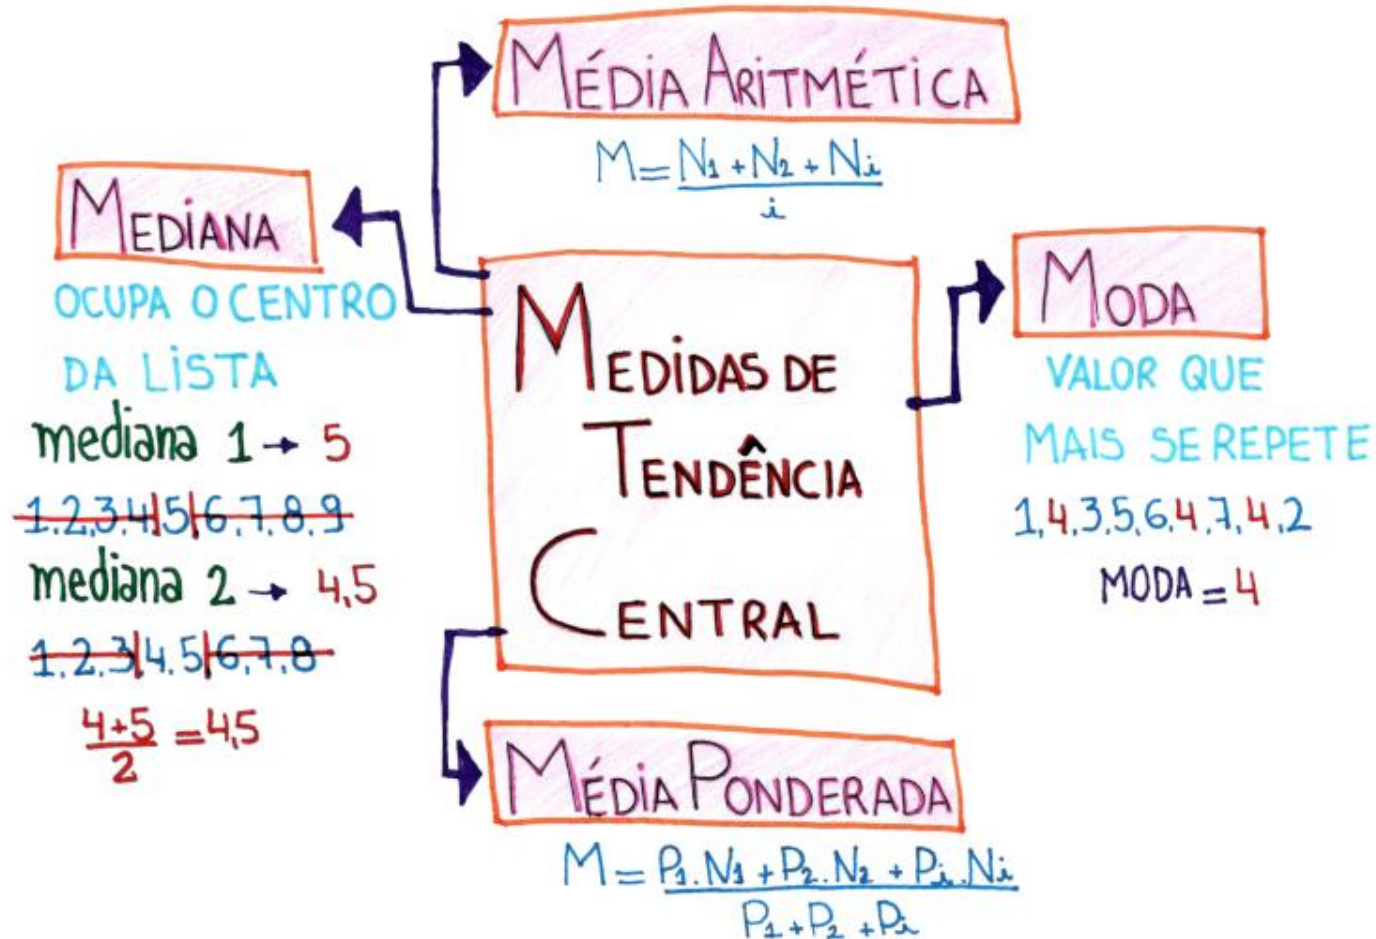 MÉDIA ARITMÉTICA
M = N1 + N2 + Ni
i
MEDIANA
OCUPA O CENTRO
DA LISTA
mediana 1 → 5
1.2.3.4|5|6.7.8.9
mediana 2 → 4,5
1.2.3|4.5|6.7.8
4+5
2
=4,5
MEDIDAS DE
TENDÊNCIA
CENTRAL
MODA
VALOR QUE
MAIS SE REPETE
1,4,3,5,6,4,7,4,2
MODA = 4
MÉDIA PONDERADA
M = P1.N1 + P2.N2 + Pi.Ni
P1 + P2 + Pi